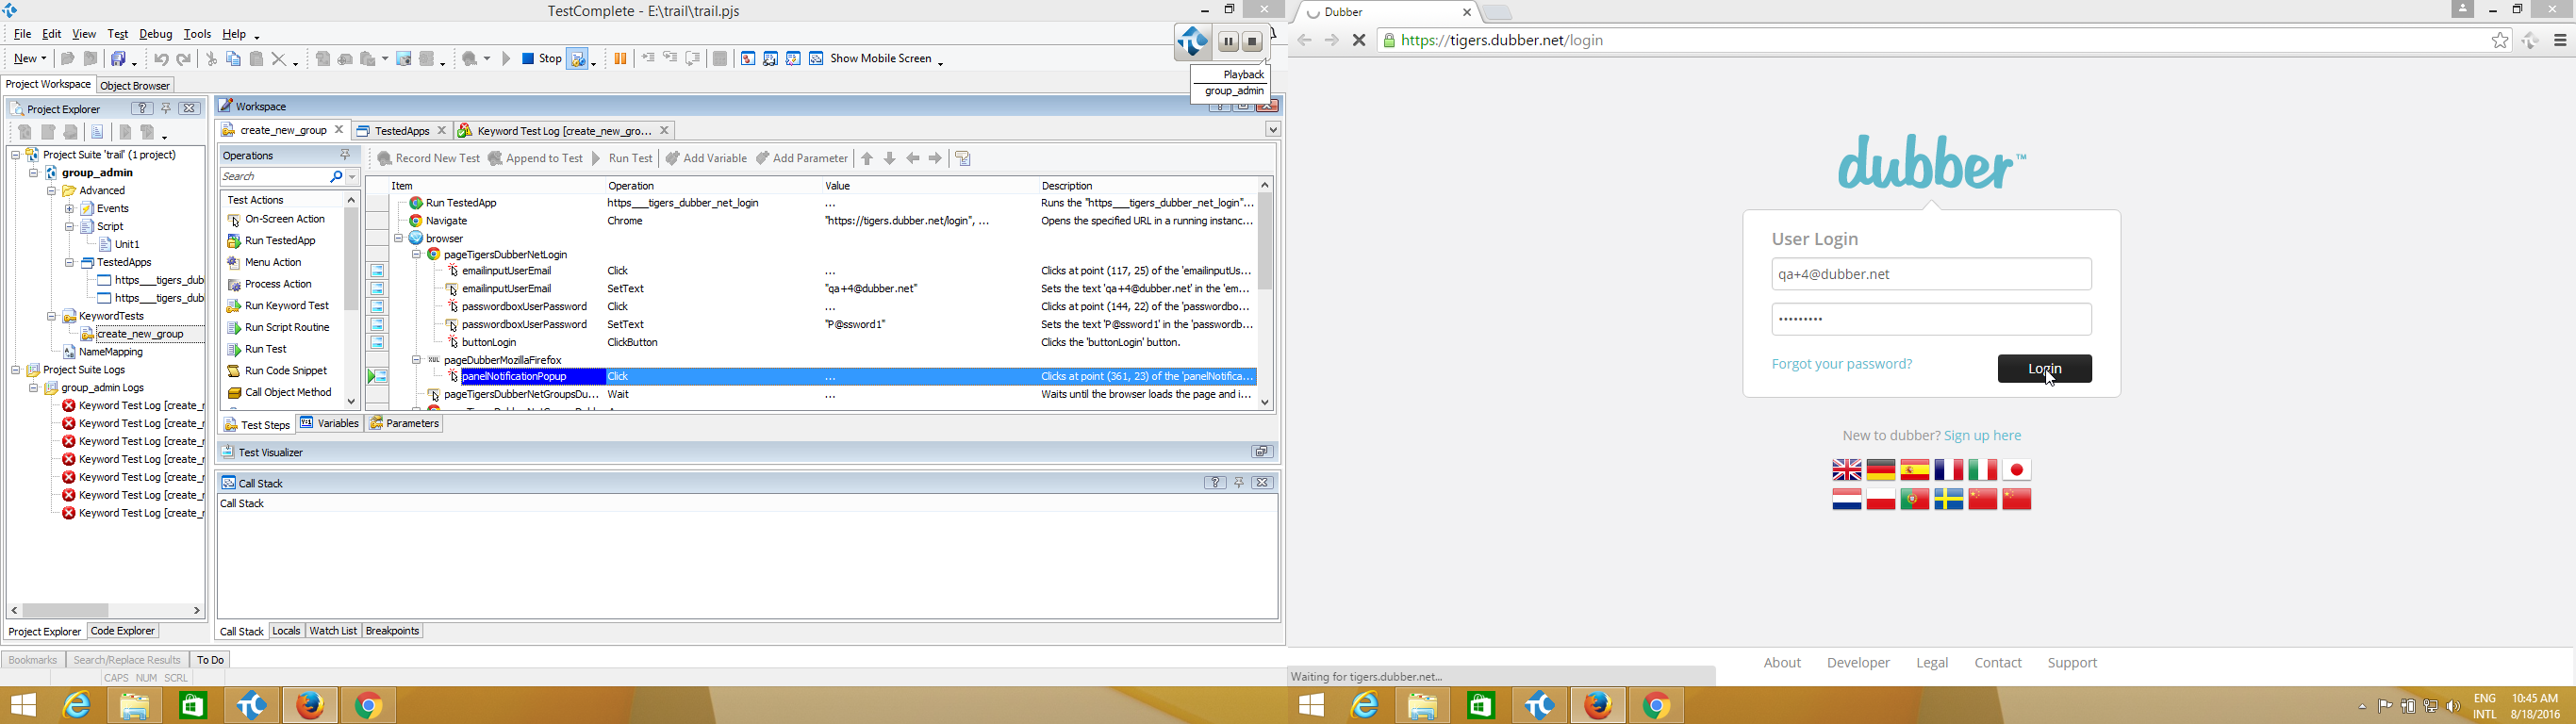 TestComplete - E:\trail\trail.pjs
File Edit View Test Debug Tools Help
New Stop Show Mobile Screen
Playback
group_admin
Project Workspace Object Browser
Project Explorer
Project Suite 'trail' (1 project)
group_admin
Advanced
Events
Script
Unit1
TestedApps
https___tigers_dub
https___tigers_dub
KeywordTests
create_new_group
NameMapping
Project Suite Logs
group_admin Logs
Keyword Test Log [create_r
Keyword Test Log [create_r
Keyword Test Log [create_r
Keyword Test Log [create_r
Keyword Test Log [create_r
Keyword Test Log [create_r
Keyword Test Log [create_r
Project Explorer Code Explorer
Workspace
create_new_group TestedApps Keyword Test Log [create_new_gro...
Operations
Search
Test Actions
On-Screen Action
Run TestedApp
Menu Action
Process Action
Run Keyword Test
Run Script Routine
Run Test
Run Code Snippet
Call Object Method
Record New Test Append to Test Run Test Add Variable Add Parameter
Item Operation Value Description
Run TestedApp https___tigers_dubber_net_login ... Runs the "https___tigers_dubber_net_login"...
Navigate Chrome "https://tigers.dubber.net/login", ... Opens the specified URL in a running instanc...
browser
pageTigersDubberNetLogin
emailinputUserEmail Click ... Clicks at point (117, 25) of the 'emailinputUs...
emailinputUserEmail SetText "qa+4@dubber.net" Sets the text 'qa+4@dubber.net' in the 'em...
passwordboxUserPassword Click ... Clicks at point (144, 22) of the 'passwordbo...
passwordboxUserPassword SetText "P@ssword1" Sets the text 'P@ssword1' in the 'passwordb...
buttonLogin ClickButton Clicks the 'buttonLogin' button.
XUL pageDubberMozillaFirefox
panelNotificationPopup Click ... Clicks at point (361, 23) of the 'panelNotifica...
pageTigersDubberNetGroupsDu... Wait ... Waits until the browser loads the page and i...
Test Steps Variables Parameters
Test Visualizer
Call Stack
Call Stack
Call Stack Locals Watch List Breakpoints
Bookmarks Search/Replace Results To Do
CAPS NUM SCRL
Dubber
https://tigers.dubber.net/login
dubber™
User Login
qa+4@dubber.net
•••••••••
Forgot your password? Login
New to dubber? Sign up here
About Developer Legal Contact Support
Waiting for tigers.dubber.net...
ENG 10:45 AM
INTL 8/18/2016